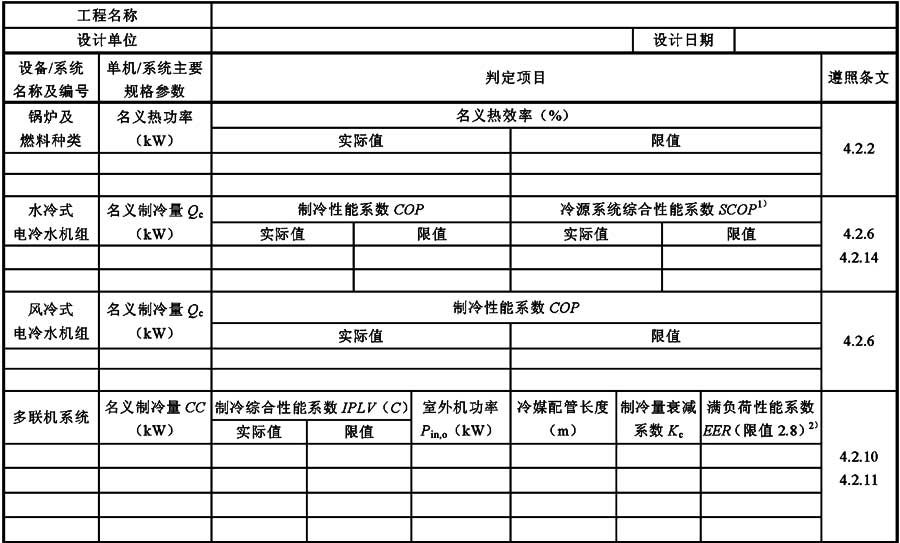 工程名称
设计单位 设计日期
设备/系统 单机/系统主要 判定项目 遵照条文
名称及编号 规格参数
锅炉及 名义热功率 名义热效率（%） 4.2.2
燃料种类 （kW） 实际值 限值
水冷式 名义制冷量 Qc 制冷性能系数 COP 冷源系统综合性能系数 SCOP1）
电冷水机组 （kW） 实际值 限值 实际值 限值 4.2.6
4.2.14
风冷式 名义制冷量 Qc 制冷性能系数 COP
电冷水机组 （kW） 实际值 限值 4.2.6
多联机系统 名义制冷量 CC 制冷综合性能系数 IPLV（C） 室外机功率 冷媒配管长度 制冷量衰减 满负荷性能系数
（kW） 实际值 限值 Pin,o（kW） （m） 系数 Kc EER（限值 2.8）2）
4.2.10
4.2.11